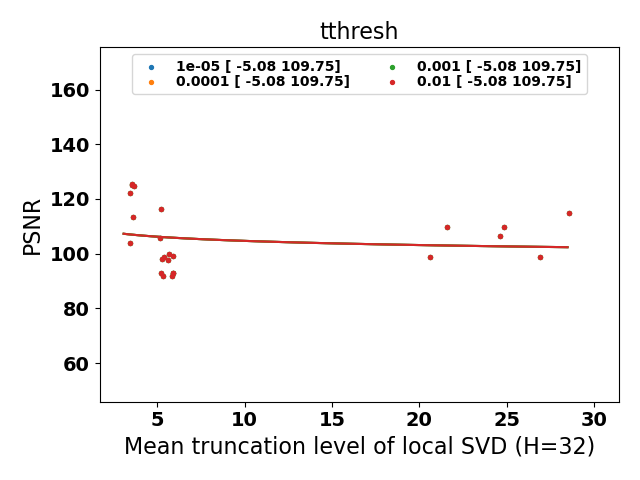 tthresh
1e-05 [ -5.08 109.75]
0.0001 [ -5.08 109.75]
0.001 [ -5.08 109.75]
0.01 [ -5.08 109.75]
PSNR
160
140
120
100
80
60
5 10 15 20 25 30
Mean truncation level of local SVD (H=32)